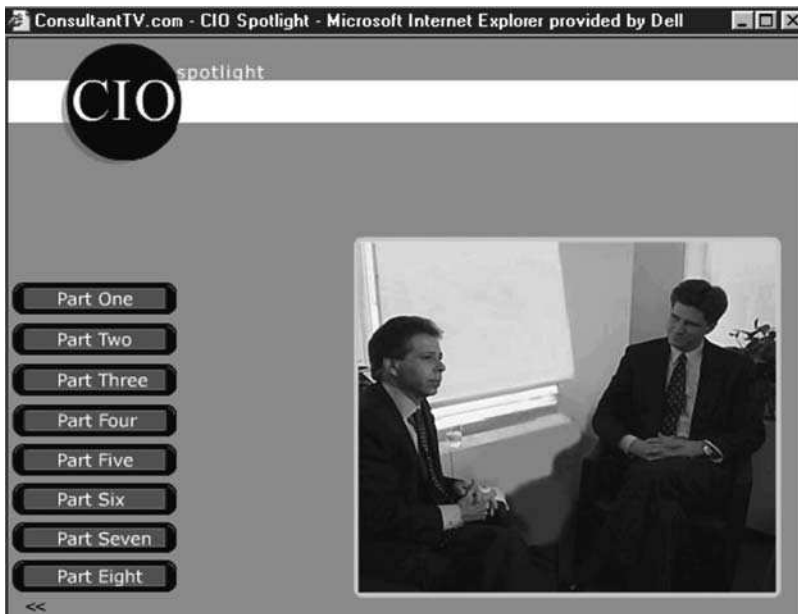 ConsultantTV.com - CIO Spotlight - Microsoft Internet Explorer provided by Dell
spotlight
CIO
Part One
Part Two
Part Three
Part Four
Part Five
Part Six
Part Seven
Part Eight
<<